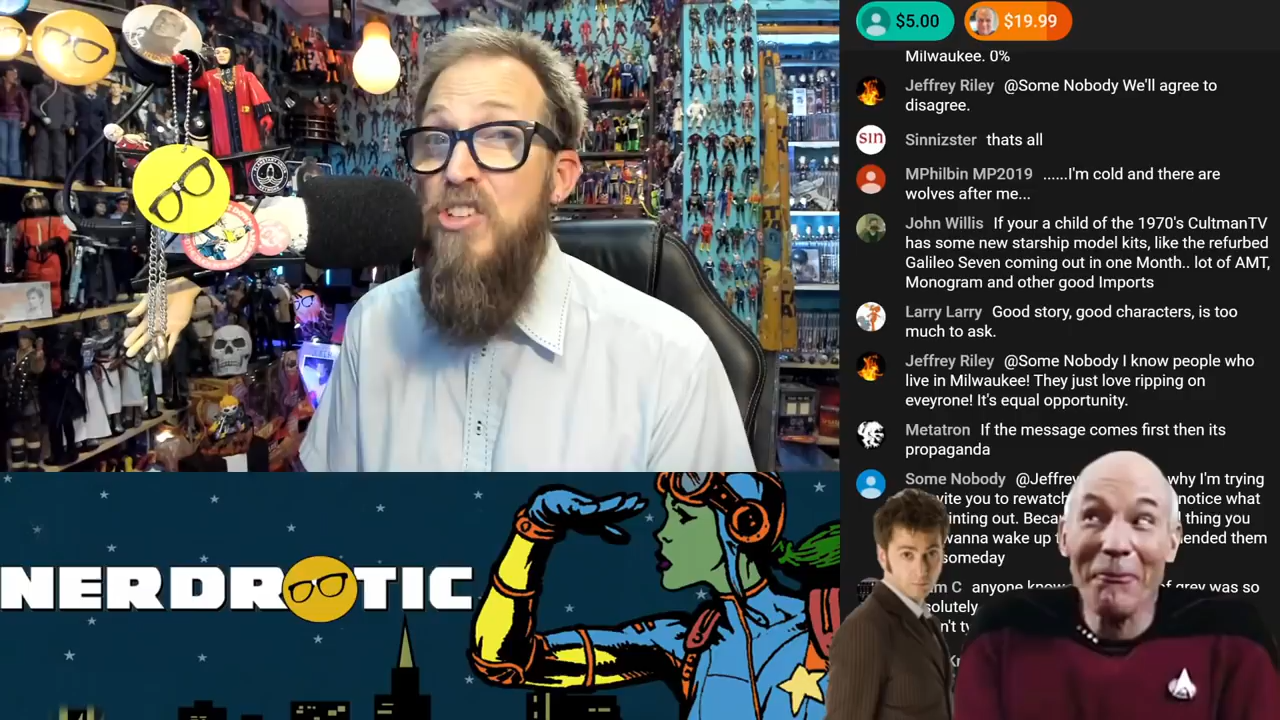 $5.00
$19.99
Milwaukee. 0%
Jeffrey Riley @Some Nobody We'll agree to
disagree.
sin
Sinnizster thats all
MPhilbin MP2019 ......I'm cold and there are
wolves after me...
John Willis If your a child of the 1970's CultmanTV
has some new starship model kits, like the refurbed
Galileo Seven coming out in one Month.. lot of AMT,
Monogram and other good Imports
Larry Larry Good story, good characters, is too
much to ask.
Jeffrey Riley @Some Nobody I know people who
live in Milwaukee! They just love ripping on
eveyrone! It's equal opportunity.
Metatron If the message comes first then its
propaganda
Some Nobody @Jeffrey why I'm trying
you to rewatch notice what
out. thing you
wanna wake up ended them
someday
C anyone of grey was so
NERDROTIC